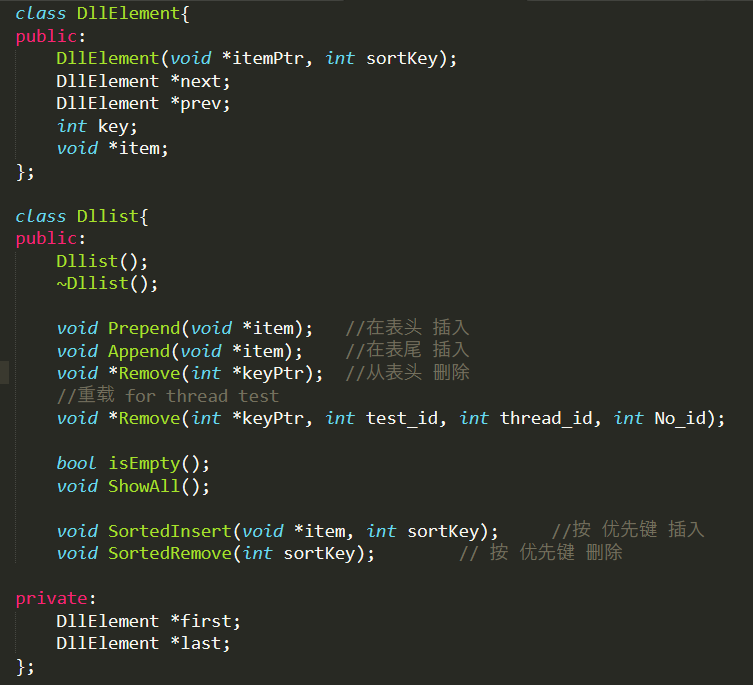 class DllElement{
public:
    DllElement(void *itemPtr, int sortKey);
    DllElement *next;
    DllElement *prev;
    int key;
    void *item;
};

class Dllist{
public:
    Dllist();
    ~Dllist();

    void Prepend(void *item);   //在表头 插入
    void Append(void *item);    //在表尾 插入
    void *Remove(int *keyPtr);  //从表头 删除
    //重载 for thread test
    void *Remove(int *keyPtr, int test_id, int thread_id, int No_id);

    bool isEmpty();
    void ShowAll();

    void SortedInsert(void *item, int sortKey);     //按 优先键 插入
    void SortedRemove(int sortKey);        // 按 优先键 删除

private:
    DllElement *first;
    DllElement *last;
};